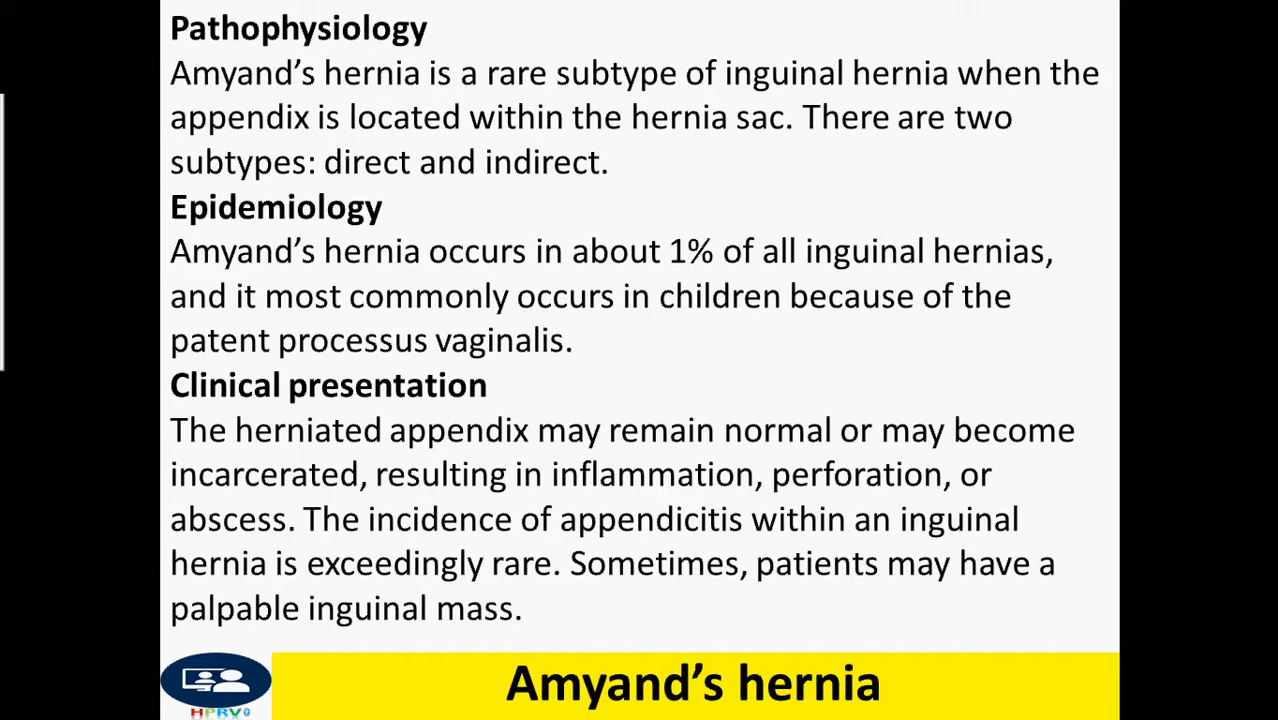 Pathophysiology
Amyand’s hernia is a rare subtype of inguinal hernia when the
appendix is located within the hernia sac. There are two
subtypes: direct and indirect.
Epidemiology
Amyand’s hernia occurs in about 1% of all inguinal hernias,
and it most commonly occurs in children because of the
patent processus vaginalis.
Clinical presentation
The herniated appendix may remain normal or may become
incarcerated, resulting in inflammation, perforation, or
abscess. The incidence of appendicitis within an inguinal
hernia is exceedingly rare. Sometimes, patients may have a
palpable inguinal mass.
Amyand’s hernia
HPRV